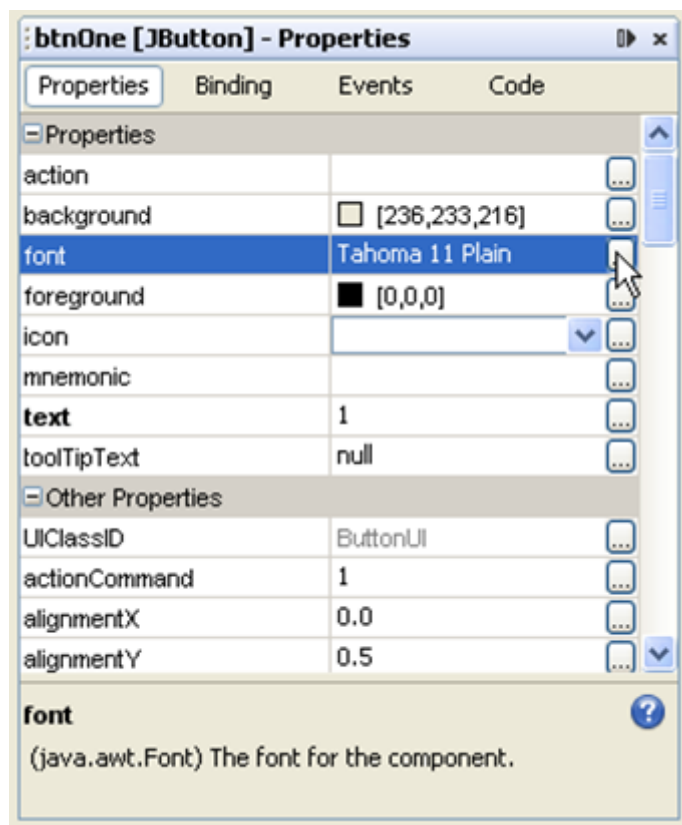 btnOne [JButton] - Properties
Properties Binding Events Code
Properties
action ...
background [236,233,216] ...
font Tahoma 11 Plain
foreground [0,0,0] ...
icon ...
mnemonic ...
text 1 ...
toolTipText null ...
Other Properties
UIClassID ButtonUI ...
actionCommand 1 ...
alignmentX 0.0 ...
alignmentY 0.5 ...
font ?
(java.awt.Font) The font for the component.